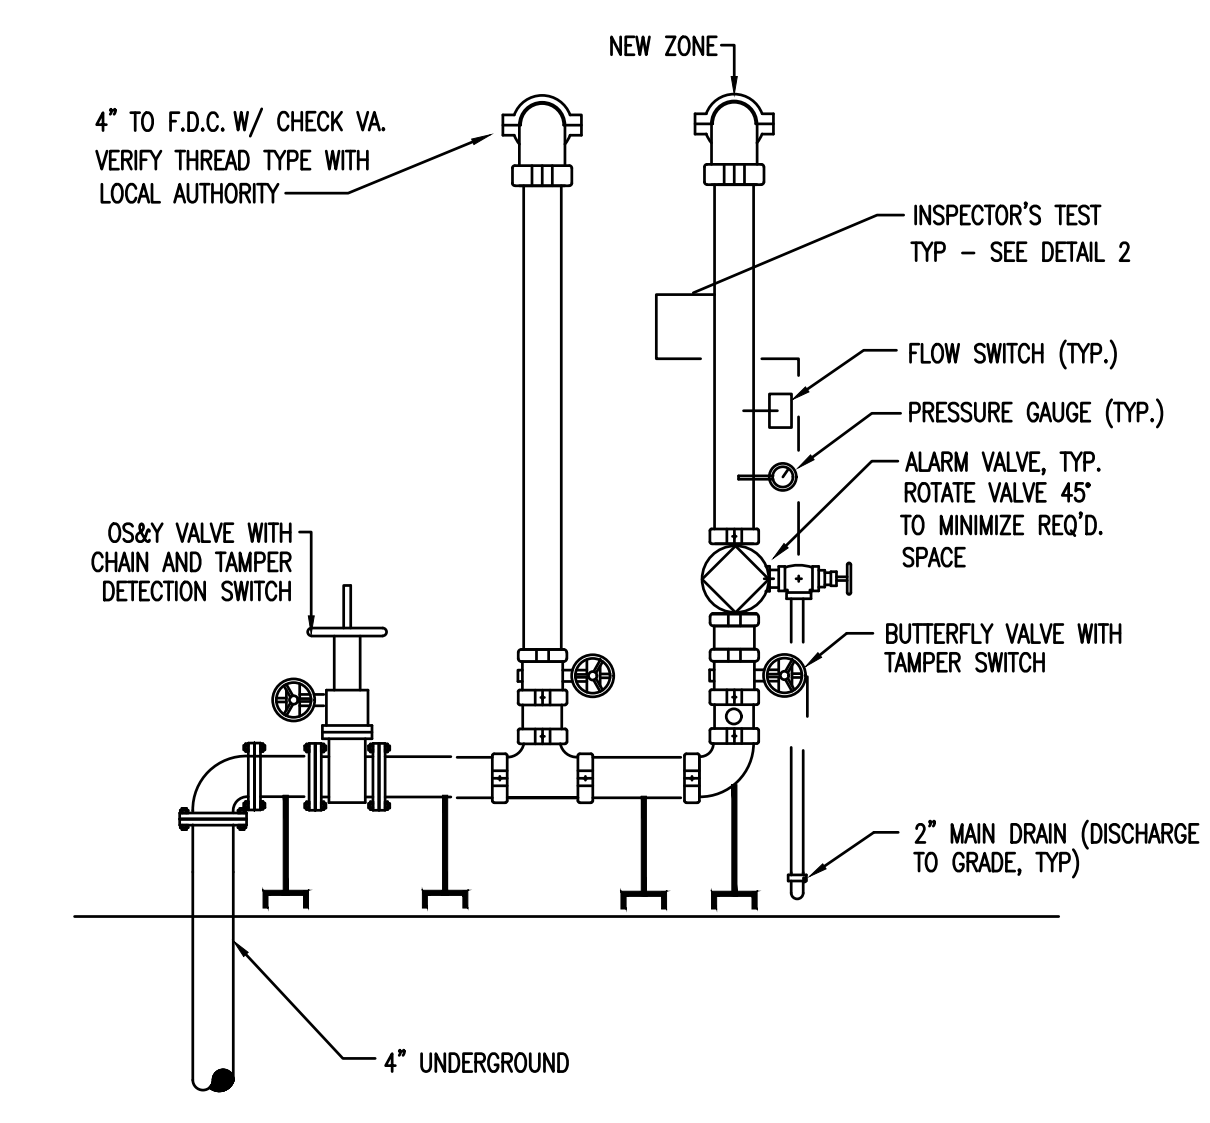 NEW ZONE
4" TO F.D.C. W/ CHECK VA.
VERIFY THREAD TYPE WITH
LOCAL AUTHORITY
INSPECTOR'S TEST
TYP - SEE DETAIL 2
FLOW SWITCH (TYP.)
PRESSURE GAUGE (TYP.)
ALARM VALVE, TYP.
ROTATE VALVE 45°
TO MINIMIZE REQ'D.
SPACE
OS&Y VALVE WITH
CHAIN AND TAMPER
DETECTION SWITCH
BUTTERFLY VALVE WITH
TAMPER SWITCH
2" MAIN DRAIN (DISCHARGE
TO GRADE, TYP)
4" UNDERGROUND